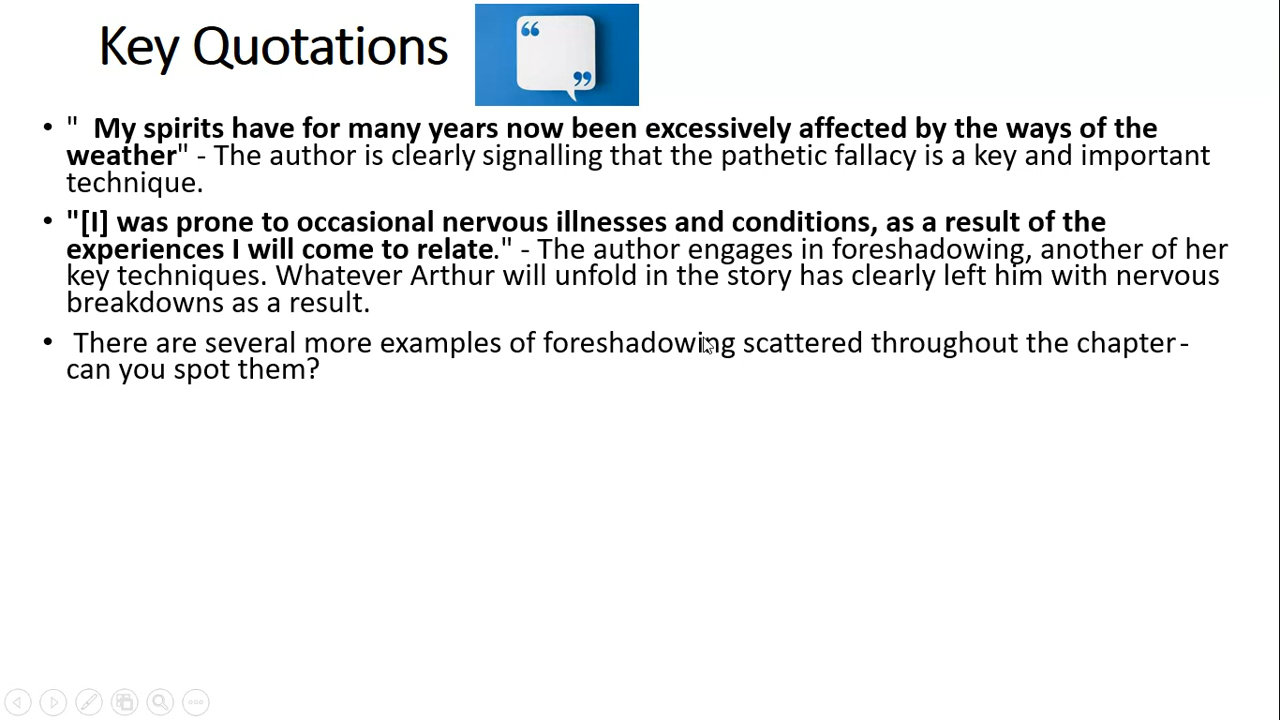 Key Quotations
“ ”
• " My spirits have for many years now been excessively affected by the ways of the
weather" - The author is clearly signalling that the pathetic fallacy is a key and important
technique.
• "[I] was prone to occasional nervous illnesses and conditions, as a result of the
experiences I will come to relate." - The author engages in foreshadowing, another of her
key techniques. Whatever Arthur will unfold in the story has clearly left him with nervous
breakdowns as a result.
• There are several more examples of foreshadowing scattered throughout the chapter-
can you spot them?